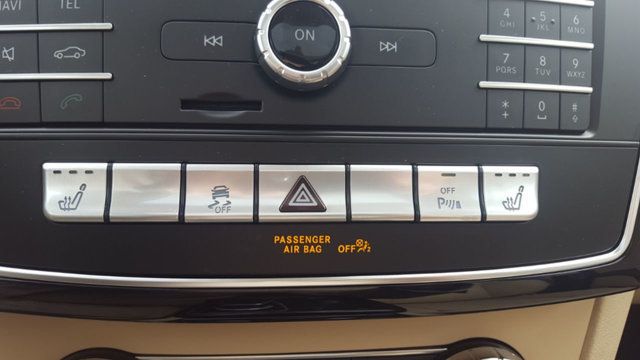 NAVI TEL
ON
4 GHI 5 JKL 6 MNO
7 PQRS 8 TUV 9 WXYZ
* 0 #
OFF OFF
PASSENGER
AIR BAG OFF 2